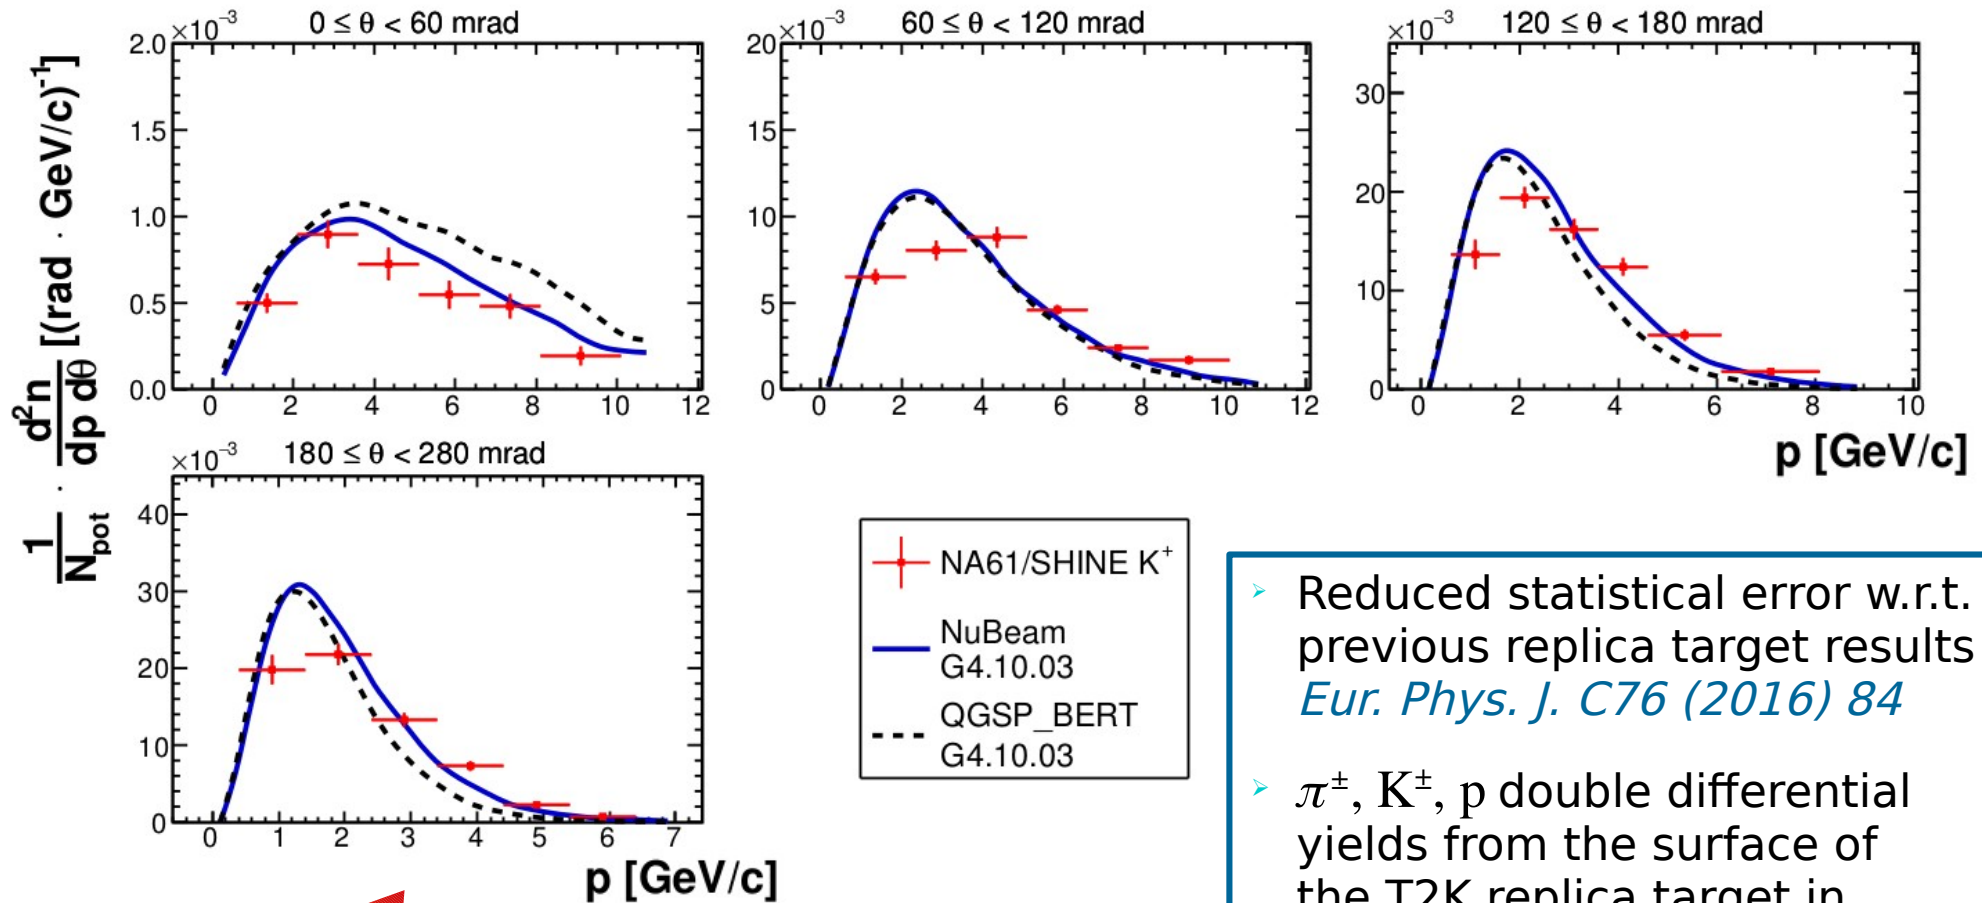 ×10⁻³ 0 ≤ θ < 60 mrad
2.0
1.5
1.0
0.5
0.0
0 2 4 6 8 10 12
×10⁻³ 60 ≤ θ < 120 mrad
20
15
10
5
0
0 2 4 6 8 10 12
×10⁻³ 120 ≤ θ < 180 mrad
30
20
10
0
0 2 4 6 8 10
p [GeV/c]
1/N_pot · d²n/dp dθ [(rad · GeV/c)⁻¹]
×10⁻³ 180 ≤ θ < 280 mrad
40
30
20
10
0
0 1 2 3 4 5 6 7
p [GeV/c]
NA61/SHINE K⁺
NuBeam
G4.10.03
QGSP_BERT
G4.10.03
➢ Reduced statistical error w.r.t.
previous replica target results
Eur. Phys. J. C76 (2016) 84
➢ π±, K±, p double differential
yields from the surface of
the T2K replica target in